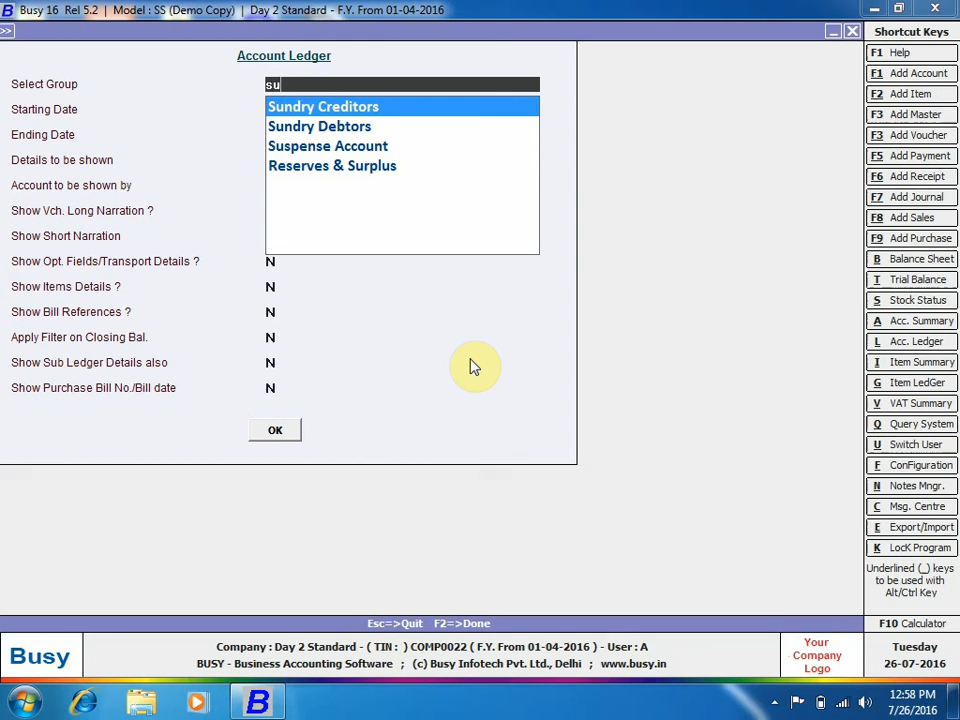 Busy 16 Rel 5.2 | Model : SS (Demo Copy) | Day 2 Standard - F.Y. From 01-04-2016
>>
Account Ledger
Select Group su
Sundry Creditors
Sundry Debtors
Suspense Account
Reserves & Surplus
Starting Date
Ending Date
Details to be shown
Account to be shown by
Show Vch. Long Narration ?
Show Short Narration
Show Opt. Fields/Transport Details ? N
Show Items Details ? N
Show Bill References ? N
Apply Filter on Closing Bal. N
Show Sub Ledger Details also N
Show Purchase Bill No./Bill date N
OK
Shortcut Keys
F1 Help
F1 Add Account
F2 Add Item
F3 Add Master
F3 Add Voucher
F5 Add Payment
F6 Add Receipt
F7 Add Journal
F8 Add Sales
F9 Add Purchase
B Balance Sheet
T Trial Balance
S Stock Status
A Acc. Summary
L Acc. Ledger
I Item Summary
G Item LedGer
V VAT Summary
Q Query System
U Switch User
F ConFiguration
N Notes Mngr.
C Msg. Centre
E Export/Import
K LocK Program
Underlined (_) keys
to be used with
Alt/Ctrl Key
F10 Calculator
Esc=>Quit F2=>Done
Busy
Company : Day 2 Standard - ( TIN : ) COMP0022 ( F.Y. From 01-04-2016 ) - User : A
BUSY - Business Accounting Software ; (c) Busy Infotech Pvt. Ltd., Delhi ; www.busy.in
Your
Company
Logo
Tuesday
26-07-2016
B
12:58 PM
7/26/2016